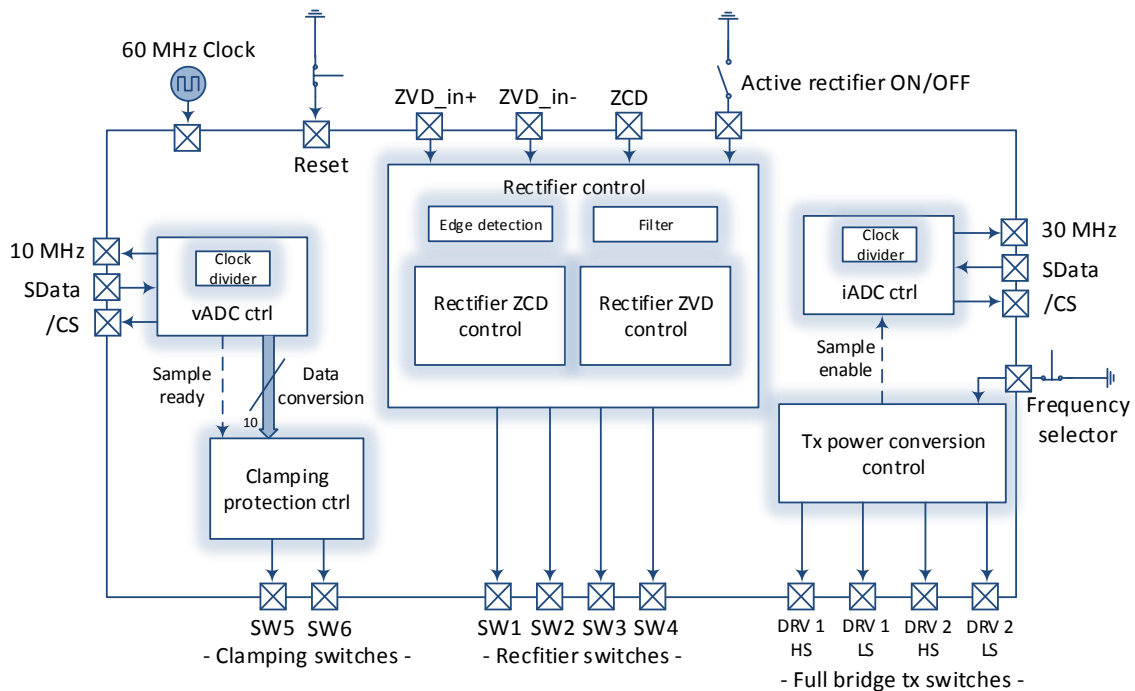 60 MHz Clock
Reset
ZVD_in+
ZVD_in-
ZCD
Active rectifier ON/OFF
Rectifier control
Edge detection
Filter
Rectifier ZCD
control
Rectifier ZVD
control
10 MHz
SData
/CS
Clock
divider
vADC ctrl
Sample
ready
Data
conversion
10
Clamping
protection ctrl
Clock
divider
iADC ctrl
30 MHz
SData
/CS
Sample
enable
Frequency
selector
Tx power conversion
control
SW5
SW6
- Clamping switches -
SW1
SW2
SW3
SW4
- Recfitier switches -
DRV 1
HS
DRV 1
LS
DRV 2
HS
DRV 2
LS
- Full bridge tx switches -